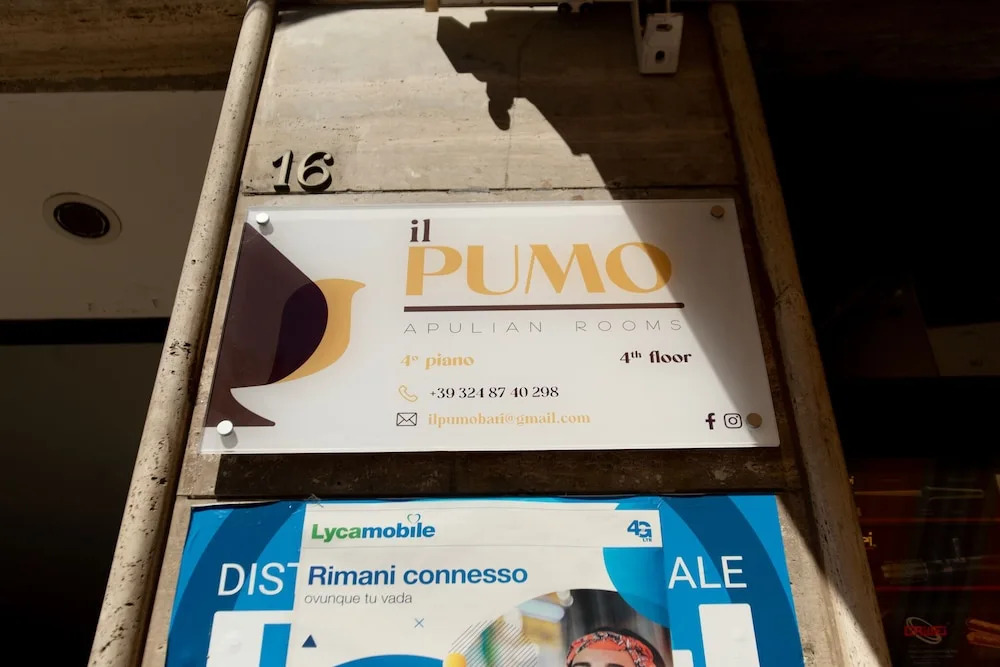 16
il
PUMO
APULIAN ROOMS
4° piano
4th floor
+39 324 87 40 298
ilpumobari@gmail.com
Lycamobile
4G
LTE
DIST
ALE
Rimani connesso
ovunque tu vada